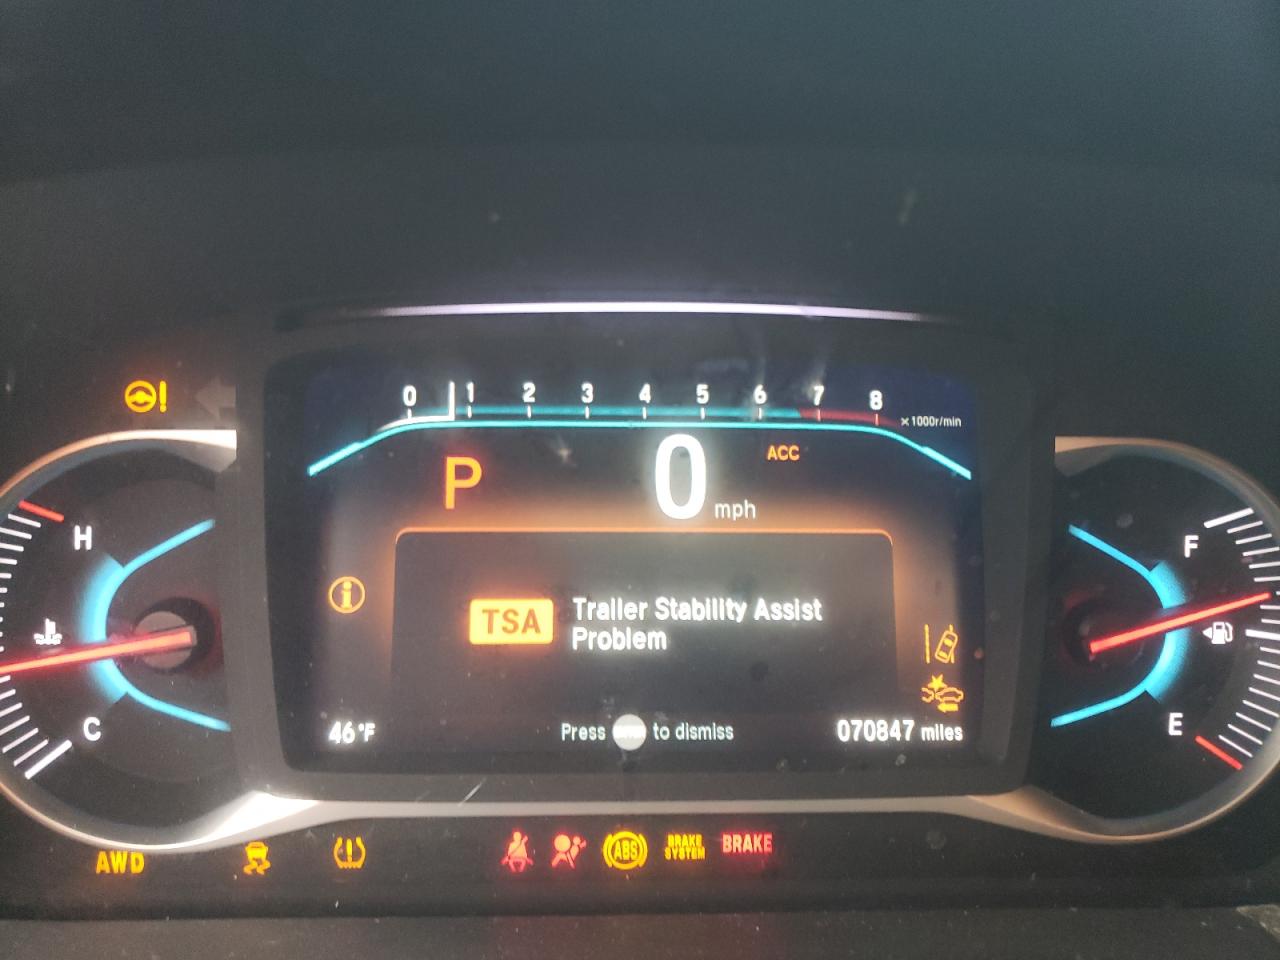 0 1 2 3 4 5 6 7 8
x1000r/min
P 0 mph ACC
H
F
i
TSA Trailer Stability Assist
Problem
C
E
46°F
Press to dismiss
070847 miles
AWD
!
ABS
BRAKE
SYSTEM
BRAKE